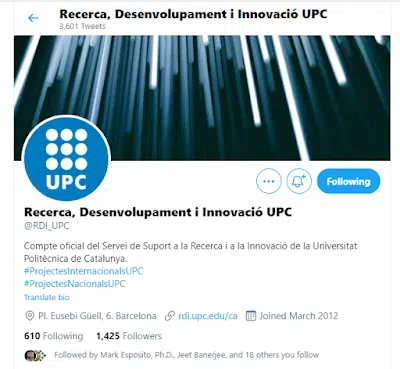 Recerca, Desenvolupament i Innovació UPC
3,601 Tweets
UPC
Following
Recerca, Desenvolupament i Innovació UPC
@RDI_UPC
Compte oficial del Servei de Suport a la Recerca i a la Innovació de la Universitat
Politècnica de Catalunya.
#ProjectesInternacionalsUPC
#ProjectesNacionalsUPC
Translate bio
Pl. Eusebi Güell, 6. Barcelona rdi.upc.edu/ca Joined March 2012
610 Following 1,425 Followers
Followed by Mark Esposito, Ph.D., Jeet Banerjee, and 18 others you follow